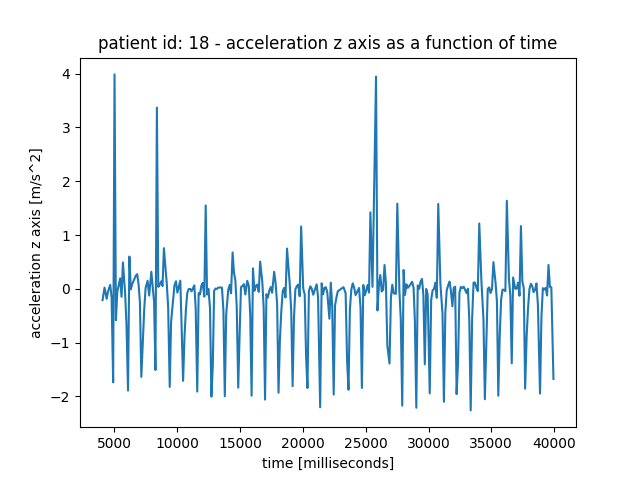 patient id: 18 - acceleration z axis as a function of time
acceleration z axis [m/s^2]
4
3
2
1
0
−1
−2
5000 10000 15000 20000 25000 30000 35000 40000
time [milliseconds]